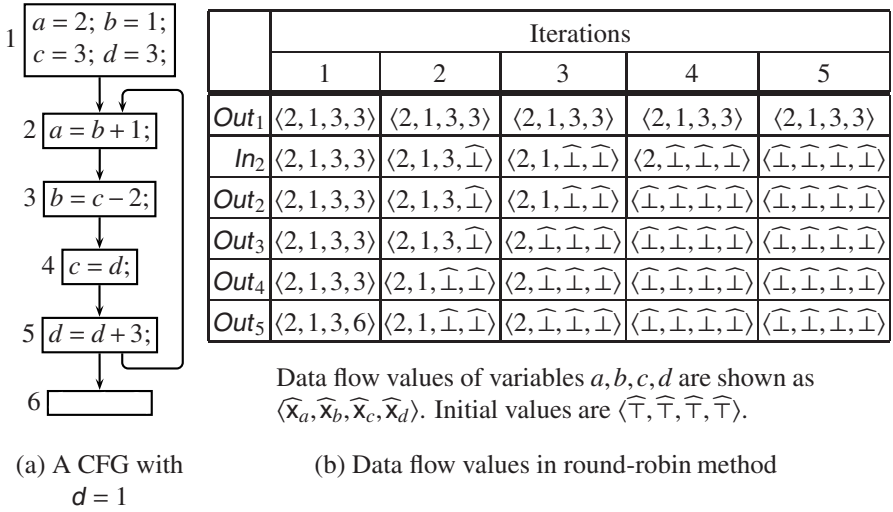 1
a = 2; b = 1;
c = 3; d = 3;
2 a = b + 1;
3 b = c − 2;
4 c = d;
5 d = d + 3;
6
(a) A CFG with
d = 1
Iterations
1 2 3 4 5
Out₁ ⟨2,1,3,3⟩ ⟨2,1,3,3⟩ ⟨2,1,3,3⟩ ⟨2,1,3,3⟩ ⟨2,1,3,3⟩
In₂ ⟨2,1,3,3⟩ ⟨2,1,3,⊥̂⟩ ⟨2,1,⊥̂,⊥̂⟩ ⟨2,⊥̂,⊥̂,⊥̂⟩ ⟨⊥̂,⊥̂,⊥̂,⊥̂⟩
Out₂ ⟨2,1,3,3⟩ ⟨2,1,3,⊥̂⟩ ⟨2,1,⊥̂,⊥̂⟩ ⟨⊥̂,⊥̂,⊥̂,⊥̂⟩ ⟨⊥̂,⊥̂,⊥̂,⊥̂⟩
Out₃ ⟨2,1,3,3⟩ ⟨2,1,3,⊥̂⟩ ⟨2,⊥̂,⊥̂,⊥̂⟩ ⟨⊥̂,⊥̂,⊥̂,⊥̂⟩ ⟨⊥̂,⊥̂,⊥̂,⊥̂⟩
Out₄ ⟨2,1,3,3⟩ ⟨2,1,⊥̂,⊥̂⟩ ⟨2,⊥̂,⊥̂,⊥̂⟩ ⟨⊥̂,⊥̂,⊥̂,⊥̂⟩ ⟨⊥̂,⊥̂,⊥̂,⊥̂⟩
Out₅ ⟨2,1,3,6⟩ ⟨2,1,⊥̂,⊥̂⟩ ⟨2,⊥̂,⊥̂,⊥̂⟩ ⟨⊥̂,⊥̂,⊥̂,⊥̂⟩ ⟨⊥̂,⊥̂,⊥̂,⊥̂⟩
Data flow values of variables a,b,c,d are shown as
⟨x̂ₐ,x̂_b,x̂_c,x̂_d⟩. Initial values are ⟨⊤̂,⊤̂,⊤̂,⊤̂⟩.
(b) Data flow values in round-robin method